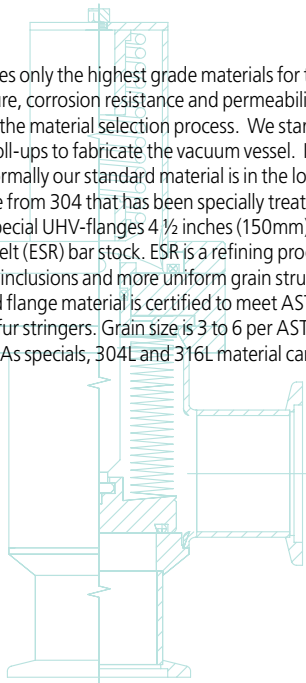 es only the highest grade materials for
ure, corrosion resistance and permeabili
the material selection process. We star
oll-ups to fabricate the vacuum vessel.
ormally our standard material is in the lo
e from 304 that has been specially treat
pecial UHV-flanges 4 ½ inches (150mm)
elt (ESR) bar stock. ESR is a refining pro
inclusions and more uniform grain stru
d flange material is certified to meet AS
fur stringers. Grain size is 3 to 6 per AST
As specials, 304L and 316L material car